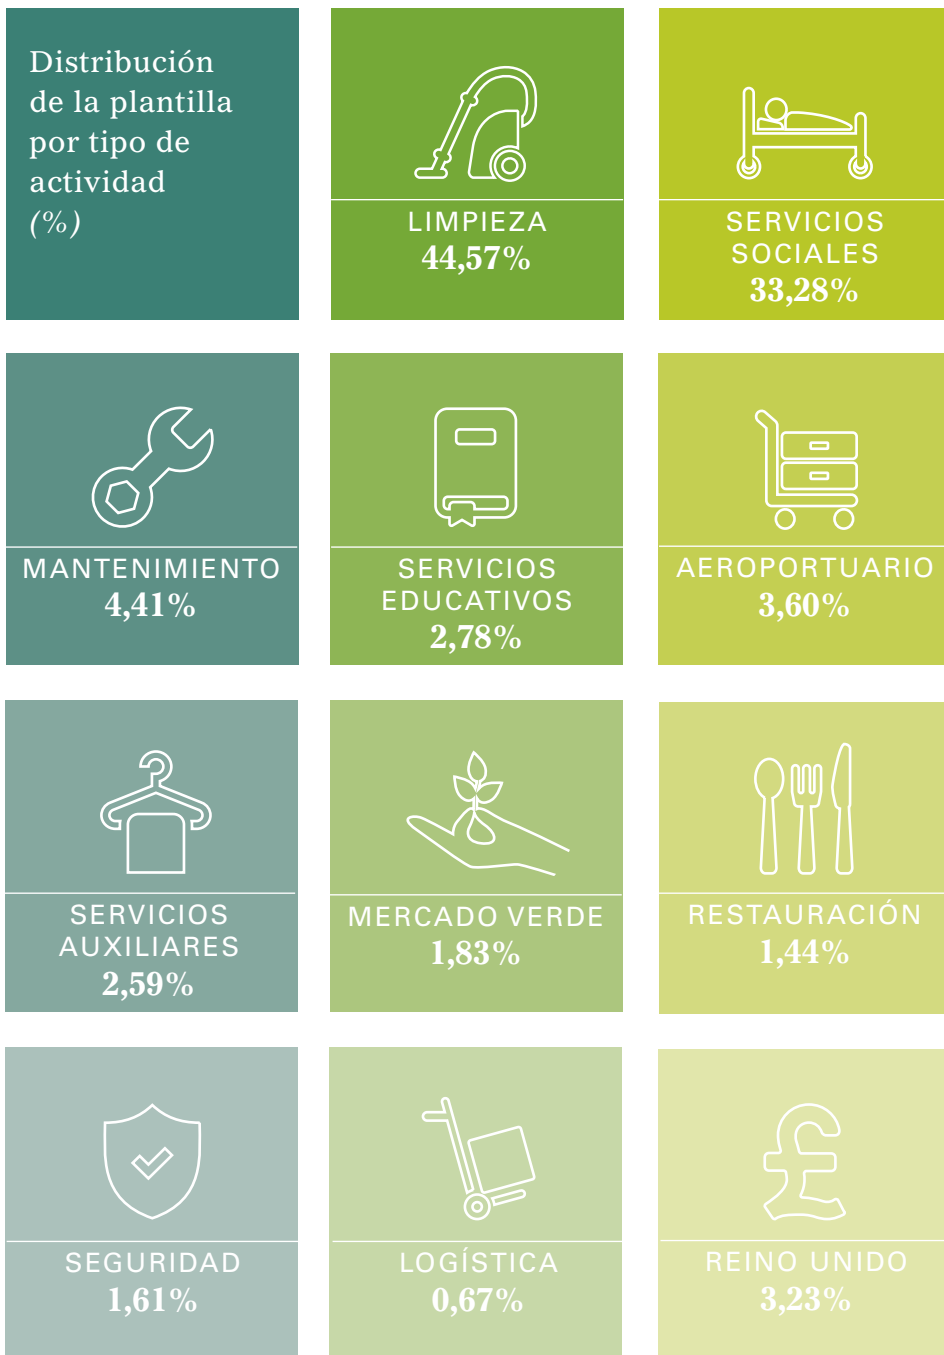 Distribución
de la plantilla
por tipo de
actividad
(%)
LIMPIEZA
44,57%
SERVICIOS
SOCIALES
33,28%
MANTENIMIENTO
4,41%
SERVICIOS
EDUCATIVOS
2,78%
AEROPORTUARIO
3,60%
SERVICIOS
AUXILIARES
2,59%
MERCADO VERDE
1,83%
RESTAURACIÓN
1,44%
SEGURIDAD
1,61%
LOGÍSTICA
0,67%
REINO UNIDO
3,23%